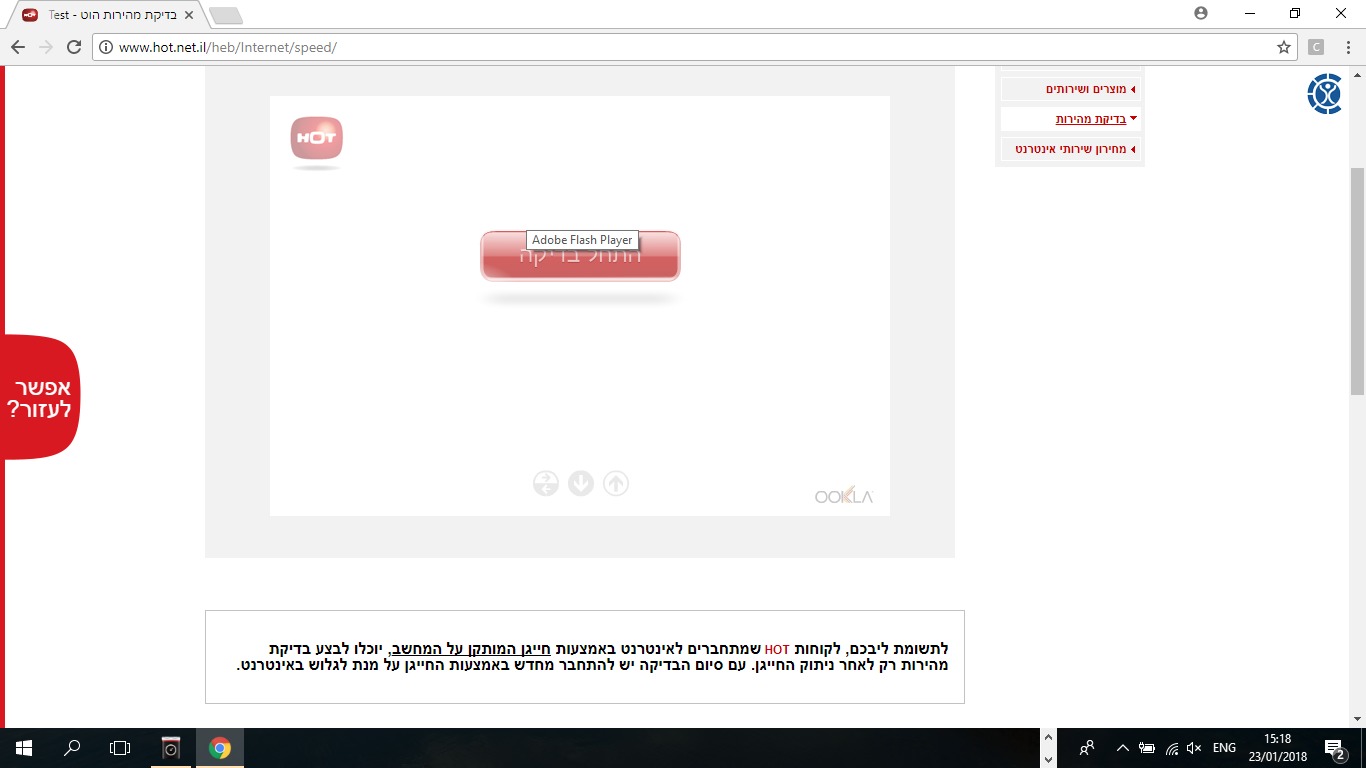 בדיקת מהירות הוט - Test
www.hot.net.il/heb/Internet/speed/
C
מוצרים ושירותים
בדיקת מהירות
מחירון שירותי אינטרנט
HOT
Adobe Flash Player
התחל בדיקה
אפשר
לעזור?
OOKLA
לתשומת ליבכם, לקוחות HOT שמתחברים לאינטרנט באמצעות חייגן המותקן על המחשב, יוכלו לבצע בדיקת
מהירות רק לאחר ניתוק החייגן. עם סיום הבדיקה יש להתחבר מחדש באמצעות החייגן על מנת לגלוש באינטרנט.
ENG
15:18
23/01/2018
2